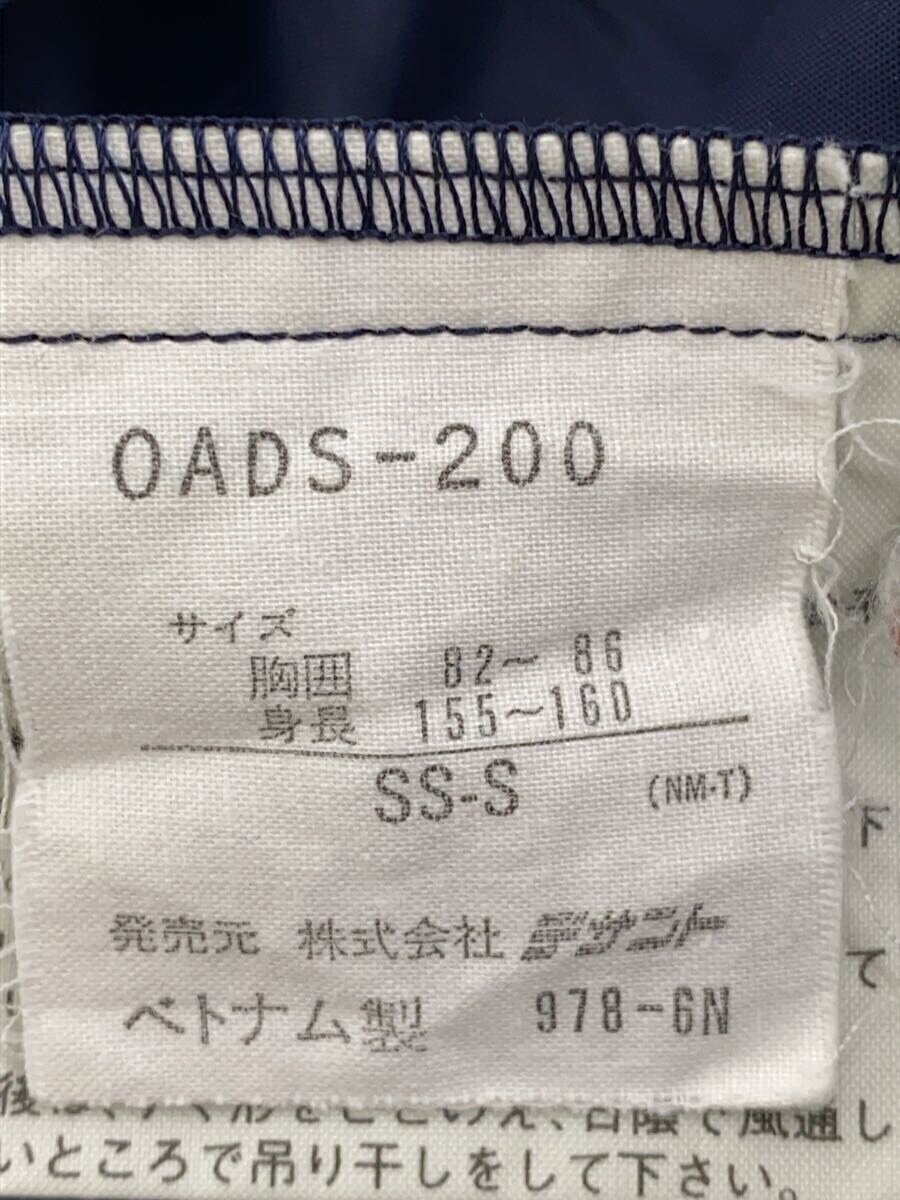 OADS-200
サイズ
胸囲 82～ 86
身長 155～160
SS-S (NM-T)
発売元 株式会社 デサント
ベトナム製 978-6N
下
て
いところで吊り干しをして下さい。